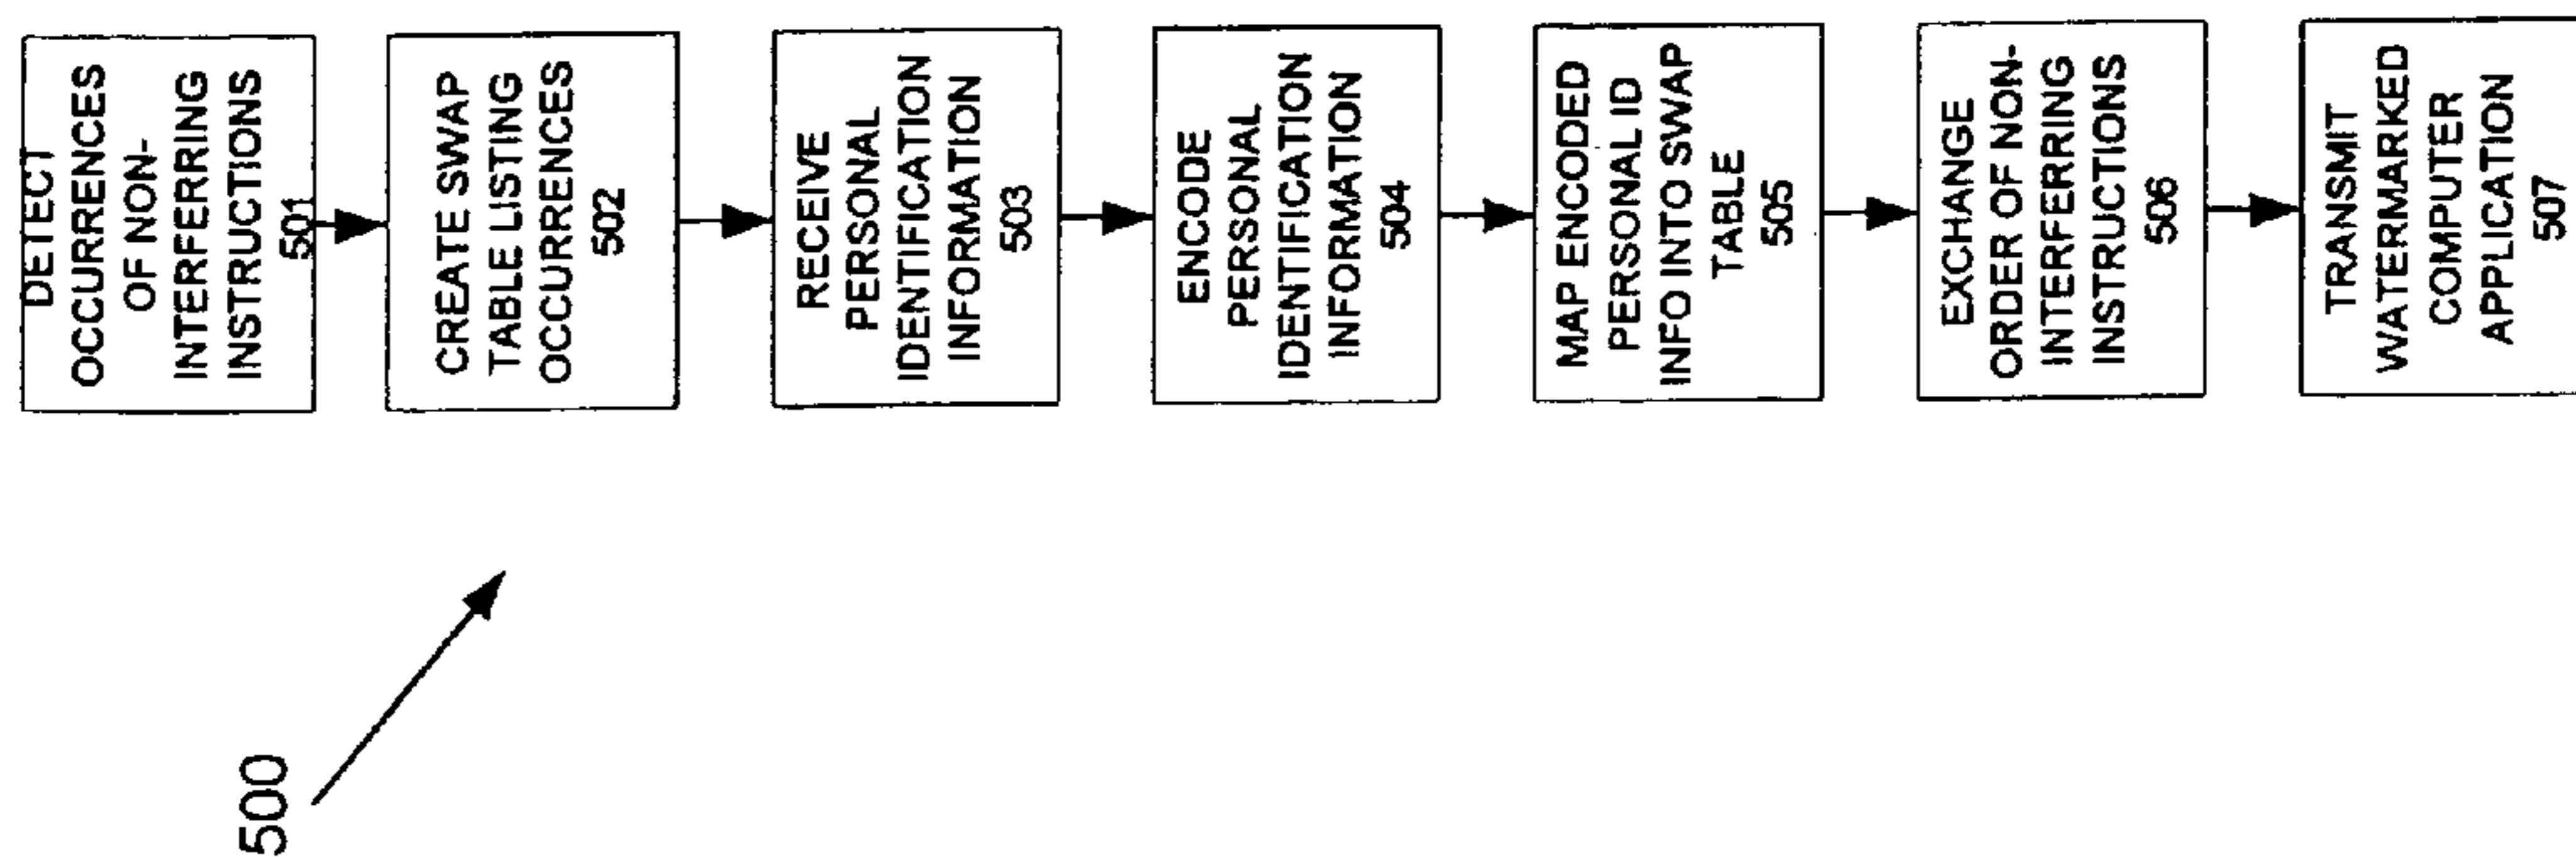 DETECT
OCCURRENCES
OF NON-
INTERFERRING
INSTRUCTIONS
501
CREATE SWAP
TABLE LISTING
OCCURRENCES
502
RECEIVE
PERSONAL
IDENTIFICATION
INFORMATION
503
ENCODE
PERSONAL
IDENTIFICATION
INFORMATION
504
MAP ENCODED
PERSONAL ID
INFO INTO SWAP
TABLE
505
EXCHANGE
ORDER OF NON-
INTERFERRING
INSTRUCTIONS
506
TRANSMIT
WATERMARKED
COMPUTER
APPLICATION
507
500